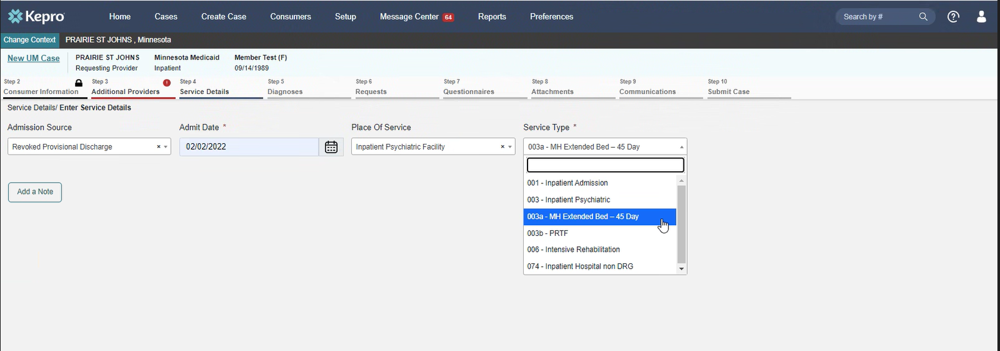 Kepro Home Cases Create Case Consumers Setup Message Center 64 Reports Preferences Search by #
Change Context PRAIRIE ST JOHNS , Minnesota
New UM Case PRAIRIE ST JOHNS Minnesota Medicaid Member Test (F)
Requesting Provider Inpatient 09/14/1989
Step 2 Step 3 Step 4 Step 5 Step 6 Step 7 Step 8 Step 9 Step 10
Consumer Information Additional Providers Service Details Diagnoses Requests Questionnaires Attachments Communications Submit Case
Service Details/ Enter Service Details
Admission Source Admit Date * Place Of Service Service Type *
Revoked Provisional Discharge × 02/02/2022 Inpatient Psychiatric Facility × 003a - MH Extended Bed – 45 Day
001 - Inpatient Admission
Add a Note
003 - Inpatient Psychiatric
003a - MH Extended Bed – 45 Day
003b - PRTF
006 - Intensive Rehabilitation
074 - Inpatient Hospital non DRG